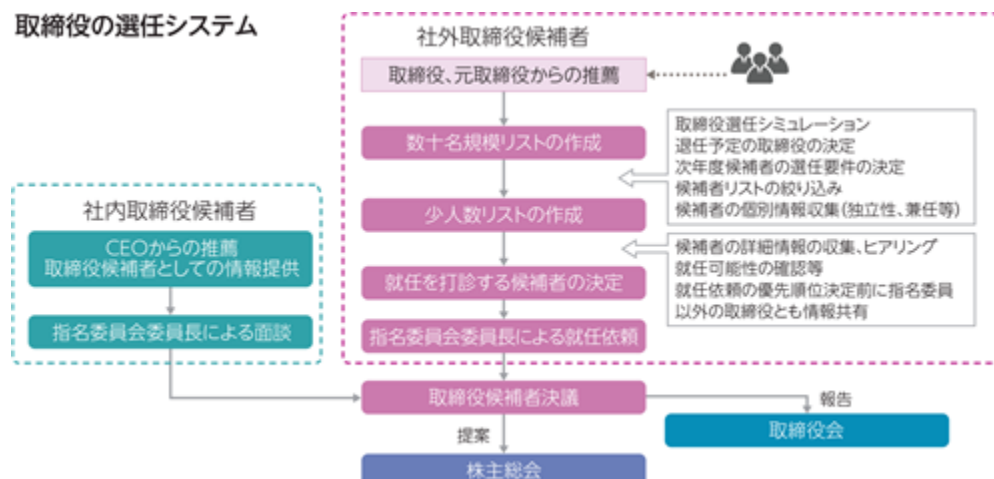 取締役の選任システム
社外取締役候補者
取締役、元取締役からの推薦
数十名規模リストの作成
取締役選任シミュレーション
退任予定の取締役の決定
次年度候補者の選任要件の決定
候補者リストの絞り込み
候補者の個別情報収集(独立性、兼任等)
少人数リストの作成
候補者の詳細情報の収集、ヒアリング
就任可能性の確認等
就任依頼の優先順位決定前に指名委員
以外の取締役とも情報共有
就任を打診する候補者の決定
指名委員会委員長による就任依頼
社内取締役候補者
CEOからの推薦
取締役候補者としての情報提供
指名委員会委員長による面談
取締役候補者決議
報告
取締役会
提案
株主総会